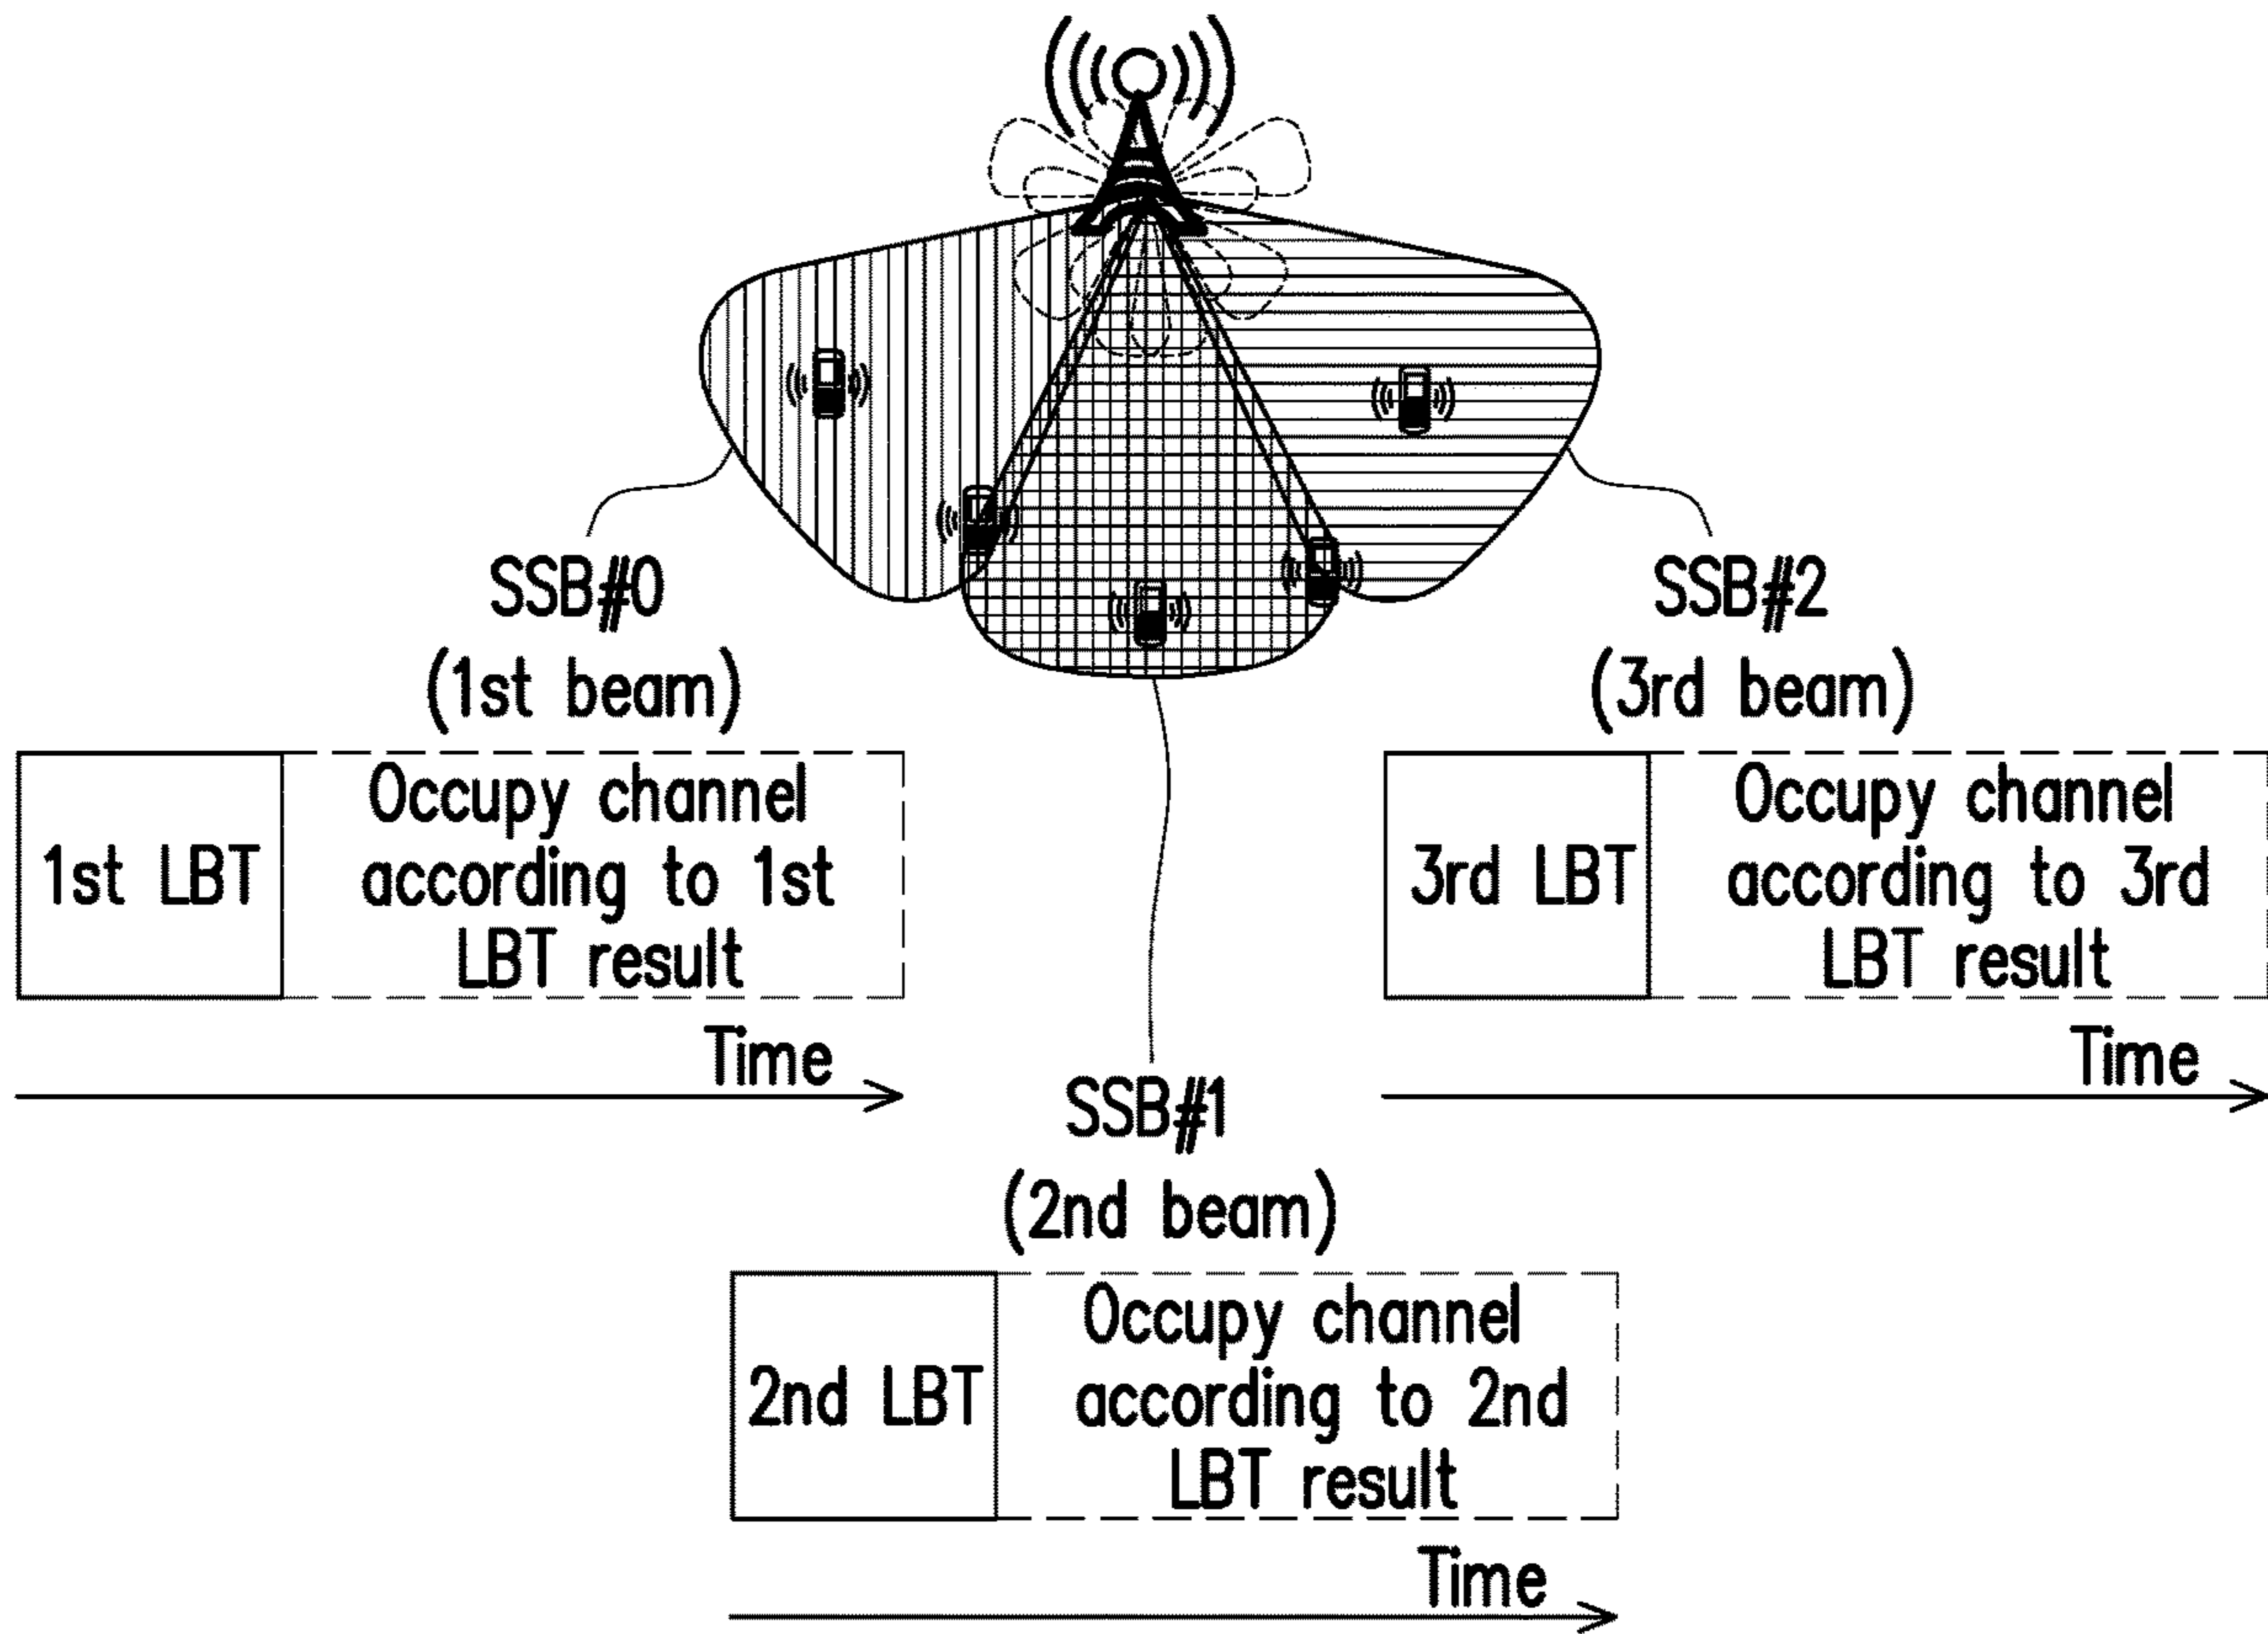 SSB#0
(1st beam)
SSB#2
(3rd beam)
1st LBT
Occupy channel
according to 1st
LBT result
Time
3rd LBT
Occupy channel
according to 3rd
LBT result
Time
SSB#1
(2nd beam)
2nd LBT
Occupy channel
according to 2nd
LBT result
Time